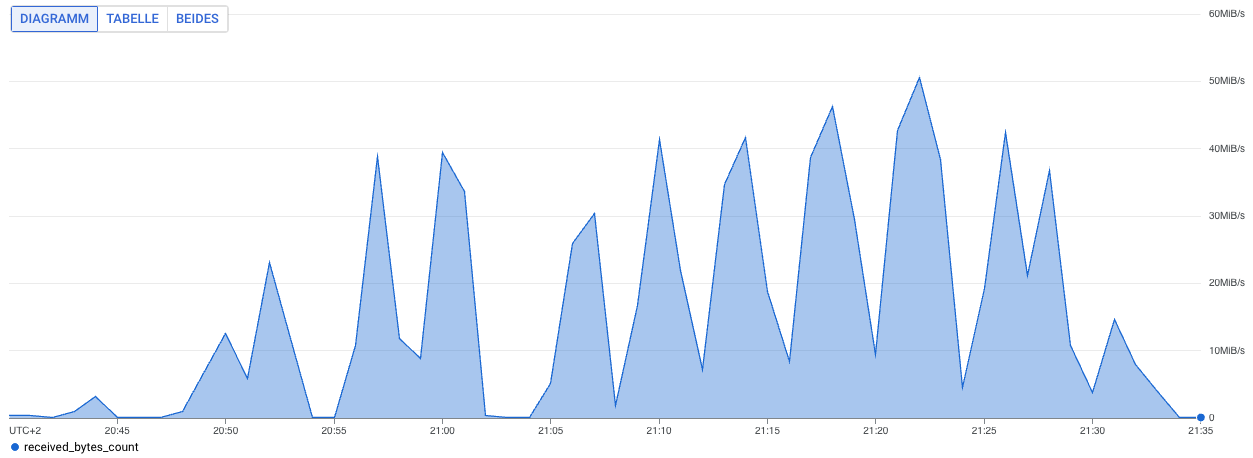 DIAGRAMM TABELLE BEIDES
60MiB/s
50MiB/s
40MiB/s
30MiB/s
20MiB/s
10MiB/s
0
UTC+2 20:45 20:50 20:55 21:00 21:05 21:10 21:15 21:20 21:25 21:30 21:35
received_bytes_count